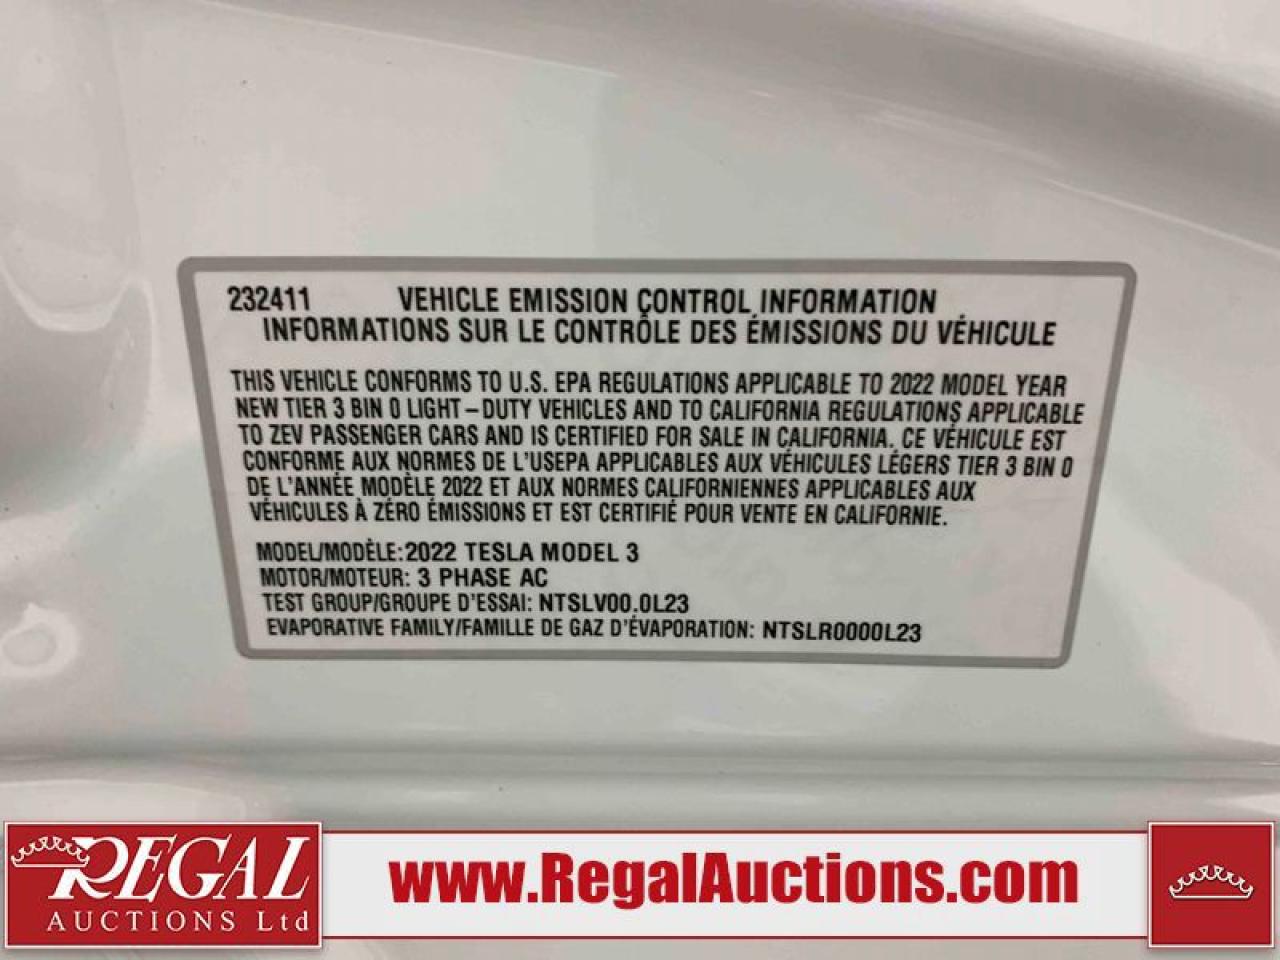 232411 VEHICLE EMISSION CONTROL INFORMATION
INFORMATIONS SUR LE CONTRÔLE DES ÉMISSIONS DU VÉHICULE
THIS VEHICLE CONFORMS TO U.S. EPA REGULATIONS APPLICABLE TO 2022 MODEL YEAR
NEW TIER 3 BIN 0 LIGHT-DUTY VEHICLES AND TO CALIFORNIA REGULATIONS APPLICABLE
TO ZEV PASSENGER CARS AND IS CERTIFIED FOR SALE IN CALIFORNIA. CE VÉHICULE EST
CONFORME AUX NORMES DE L'USEPA APPLICABLES AUX VÉHICULES LÉGERS TIER 3 BIN 0
DE L'ANNÉE MODÈLE 2022 ET AUX NORMES CALIFORNIENNES APPLICABLES AUX
VÉHICULES À ZÉRO ÉMISSIONS ET EST CERTIFIÉ POUR VENTE EN CALIFORNIE.
MODEL/MODÈLE: 2022 TESLA MODEL 3
MOTOR/MOTEUR: 3 PHASE AC
TEST GROUP/GROUPE D'ESSAI: NTSLV00.0L23
EVAPORATIVE FAMILY/FAMILLE DE GAZ D'ÉVAPORATION: NTSLR0000L23
REGAL
AUCTIONS Ltd
www.RegalAuctions.com